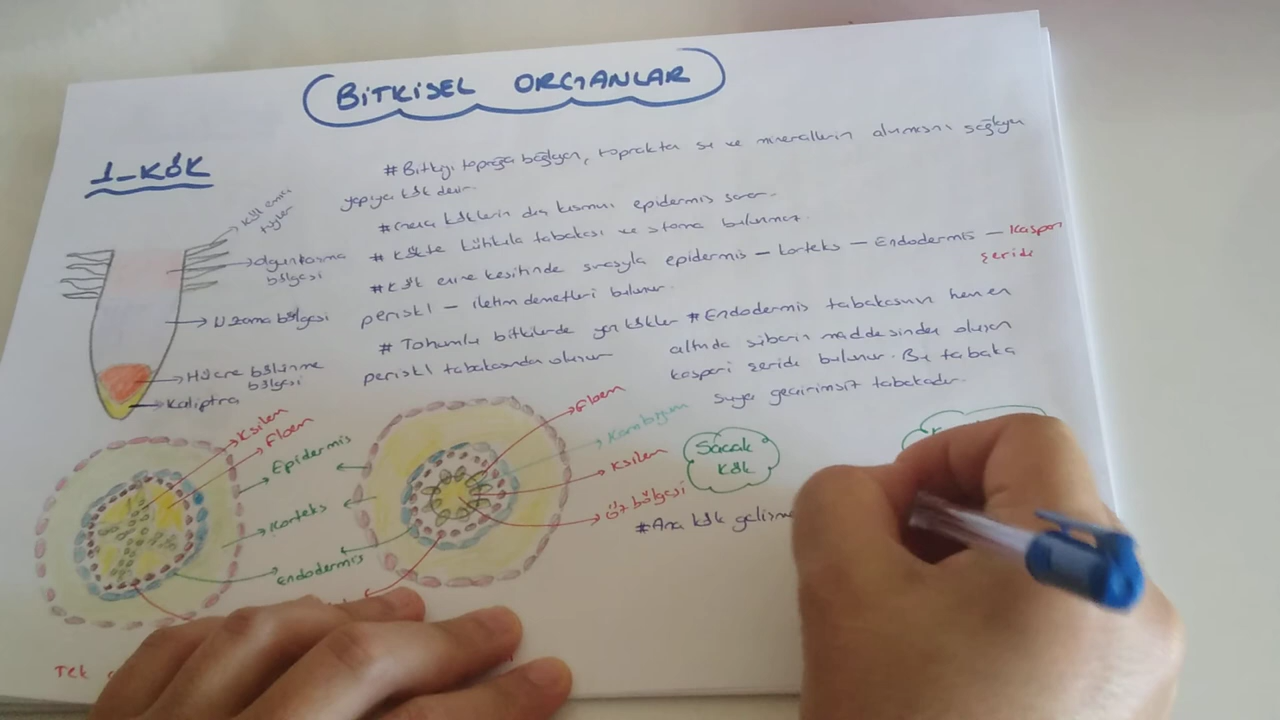 BİTKİSEL ORGANLAR
1-KÖK
# Bitkiyi toprağa bağlayan, topraktan su ve minerallerin alınmasını sağlayan
yapıya kök denir.
# Genç köklerin dış kısmını epidermis sarar.
# Kökte kütikula tabakası ve stoma bulunmaz.
# Kök enine kesitinde sırasıyla epidermis – korteks – Endodermis – Kaspari
şeridi
periskl – iletim demetleri bulunur.
# Tohumlu bitkilerde yan kökler
periskl tabakasından oluşur
# Endodermis tabakasının hemen
altında süberin maddesinden oluşan
kaspari şeridi bulunur. Bu tabaka
suya geçirimsiz tabakadır.
Kök emici
tüyler
Olgunlaşma
bölgesi
Uzama bölgesi
Hücre bölünme
bölgesi
Kaliptra
Ksilem
Floem
Epidermis
Korteks
Endodermis
Floem
Kambiyum
Ksilem
Öz bölgesi
Saçak
Kök
# Ana kök gelişme
Tek